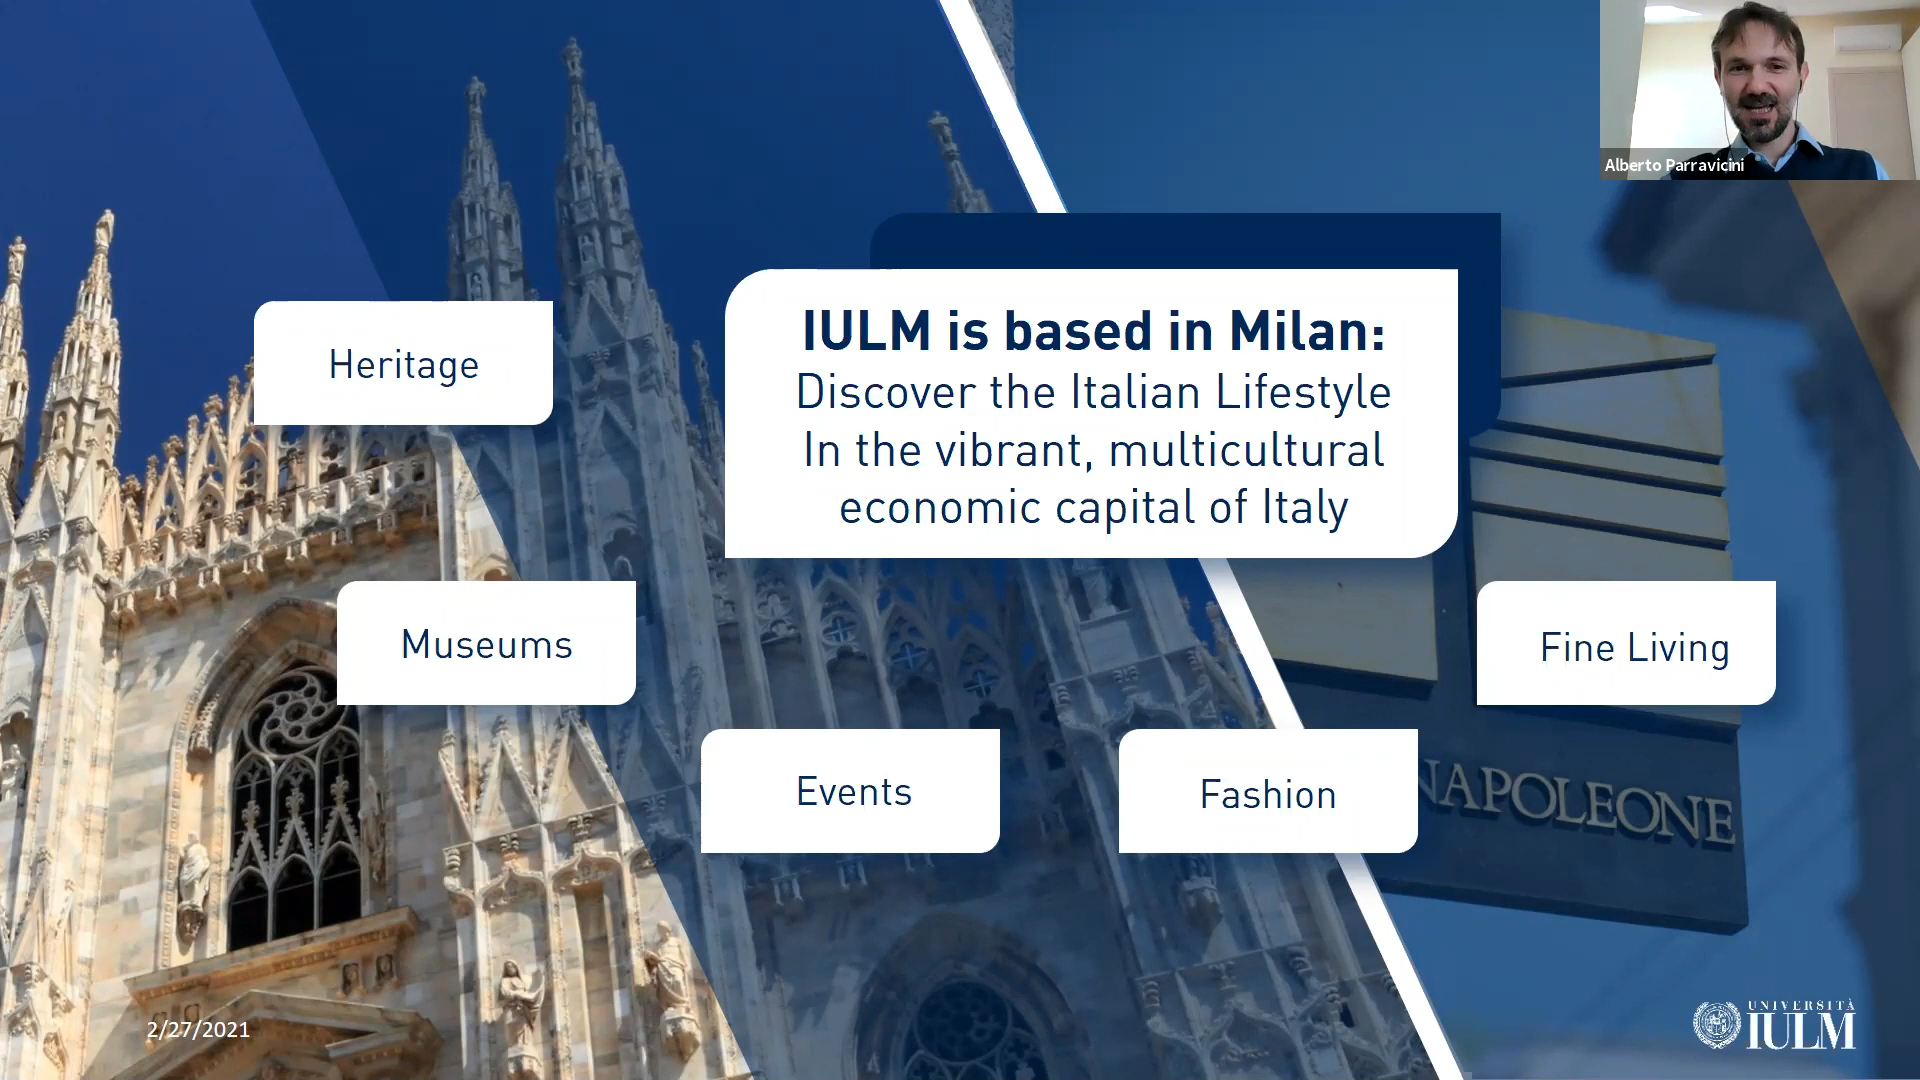 Alberto Parravicini
IULM is based in Milan:
Discover the Italian Lifestyle
In the vibrant, multicultural
economic capital of Italy
Heritage
Museums
Fine Living
Events
Fashion
NAPOLEONE
2/27/2021
UNIVERSITÀ
IULM